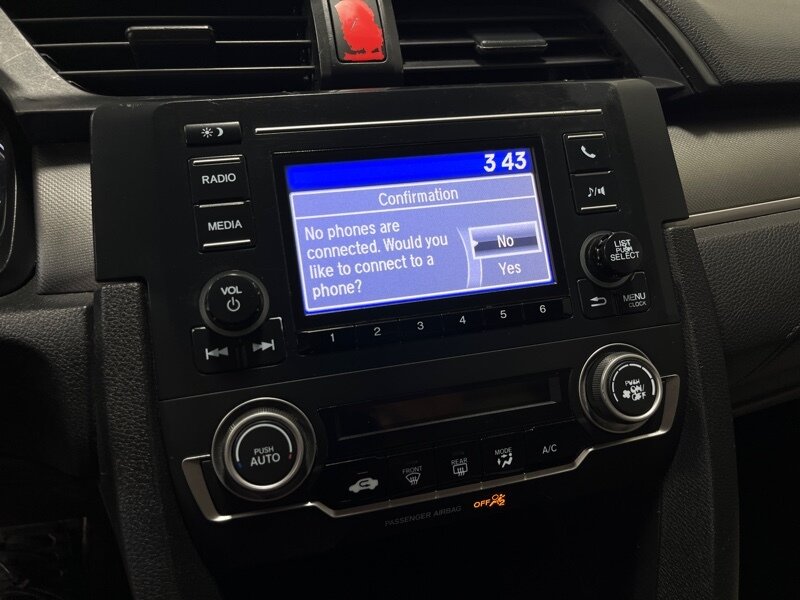 3 43
RADIO
Confirmation
MEDIA
No phones are
connected. Would you
like to connect to a
phone?
No
Yes
LIST
PUSH
SELECT
VOL
MENU
CLOCK
1 2 3 4 5 6
PUSH
AUTO
PUSH
ON/
OFF
FRONT
REAR
MODE
A/C
PASSENGER AIRBAG
OFF
2